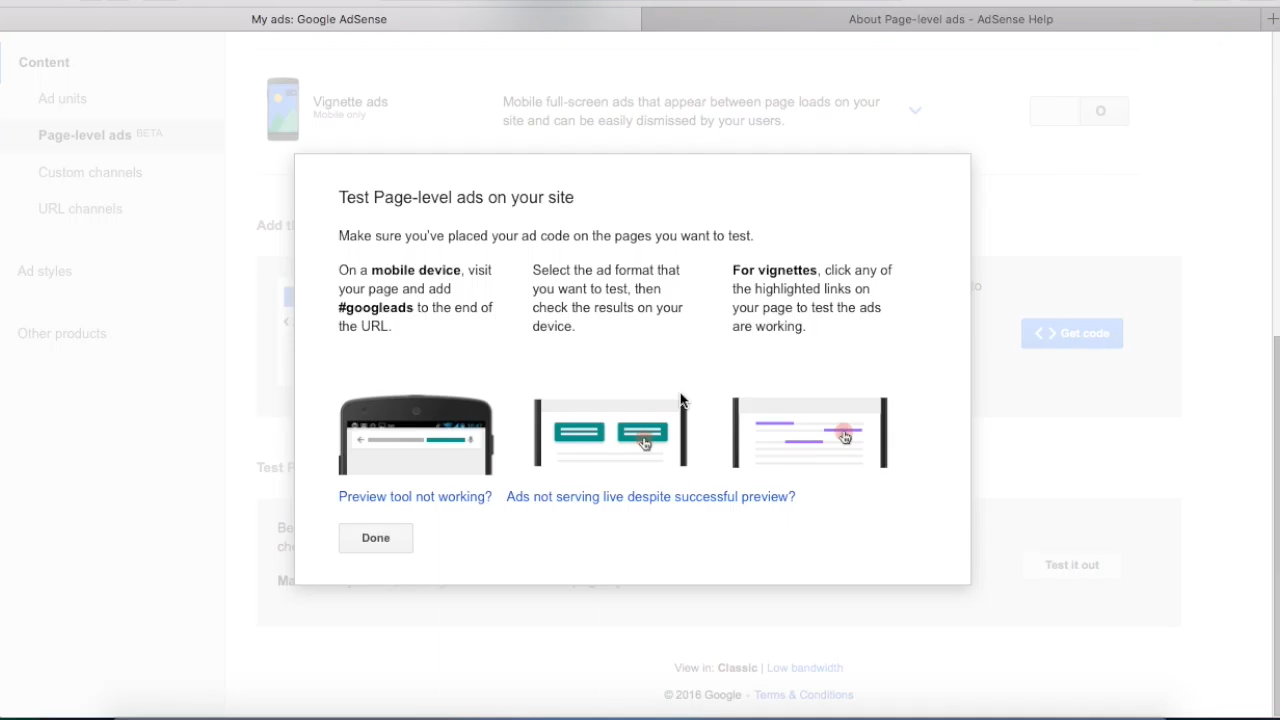 My ads: Google AdSense
About Page-level ads - AdSense Help
Content
Ad units
Page-level ads BETA
Custom channels
URL channels
Ad styles
Other products
Vignette ads
Mobile only
Mobile full-screen ads that appear between page loads on your
site and can be easily dismissed by your users.
Add
Get code
Test Page-level ads on your site
Make sure you've placed your ad code on the pages you want to test.
On a mobile device, visit
your page and add
#googleads to the end of
the URL.
Select the ad format that
you want to test, then
check the results on your
device.
For vignettes, click any of
the highlighted links on
your page to test the ads
are working.
Preview tool not working?
Ads not serving live despite successful preview?
Done
Test
Test it out
View in: Classic | Low bandwidth
© 2016 Google - Terms & Conditions